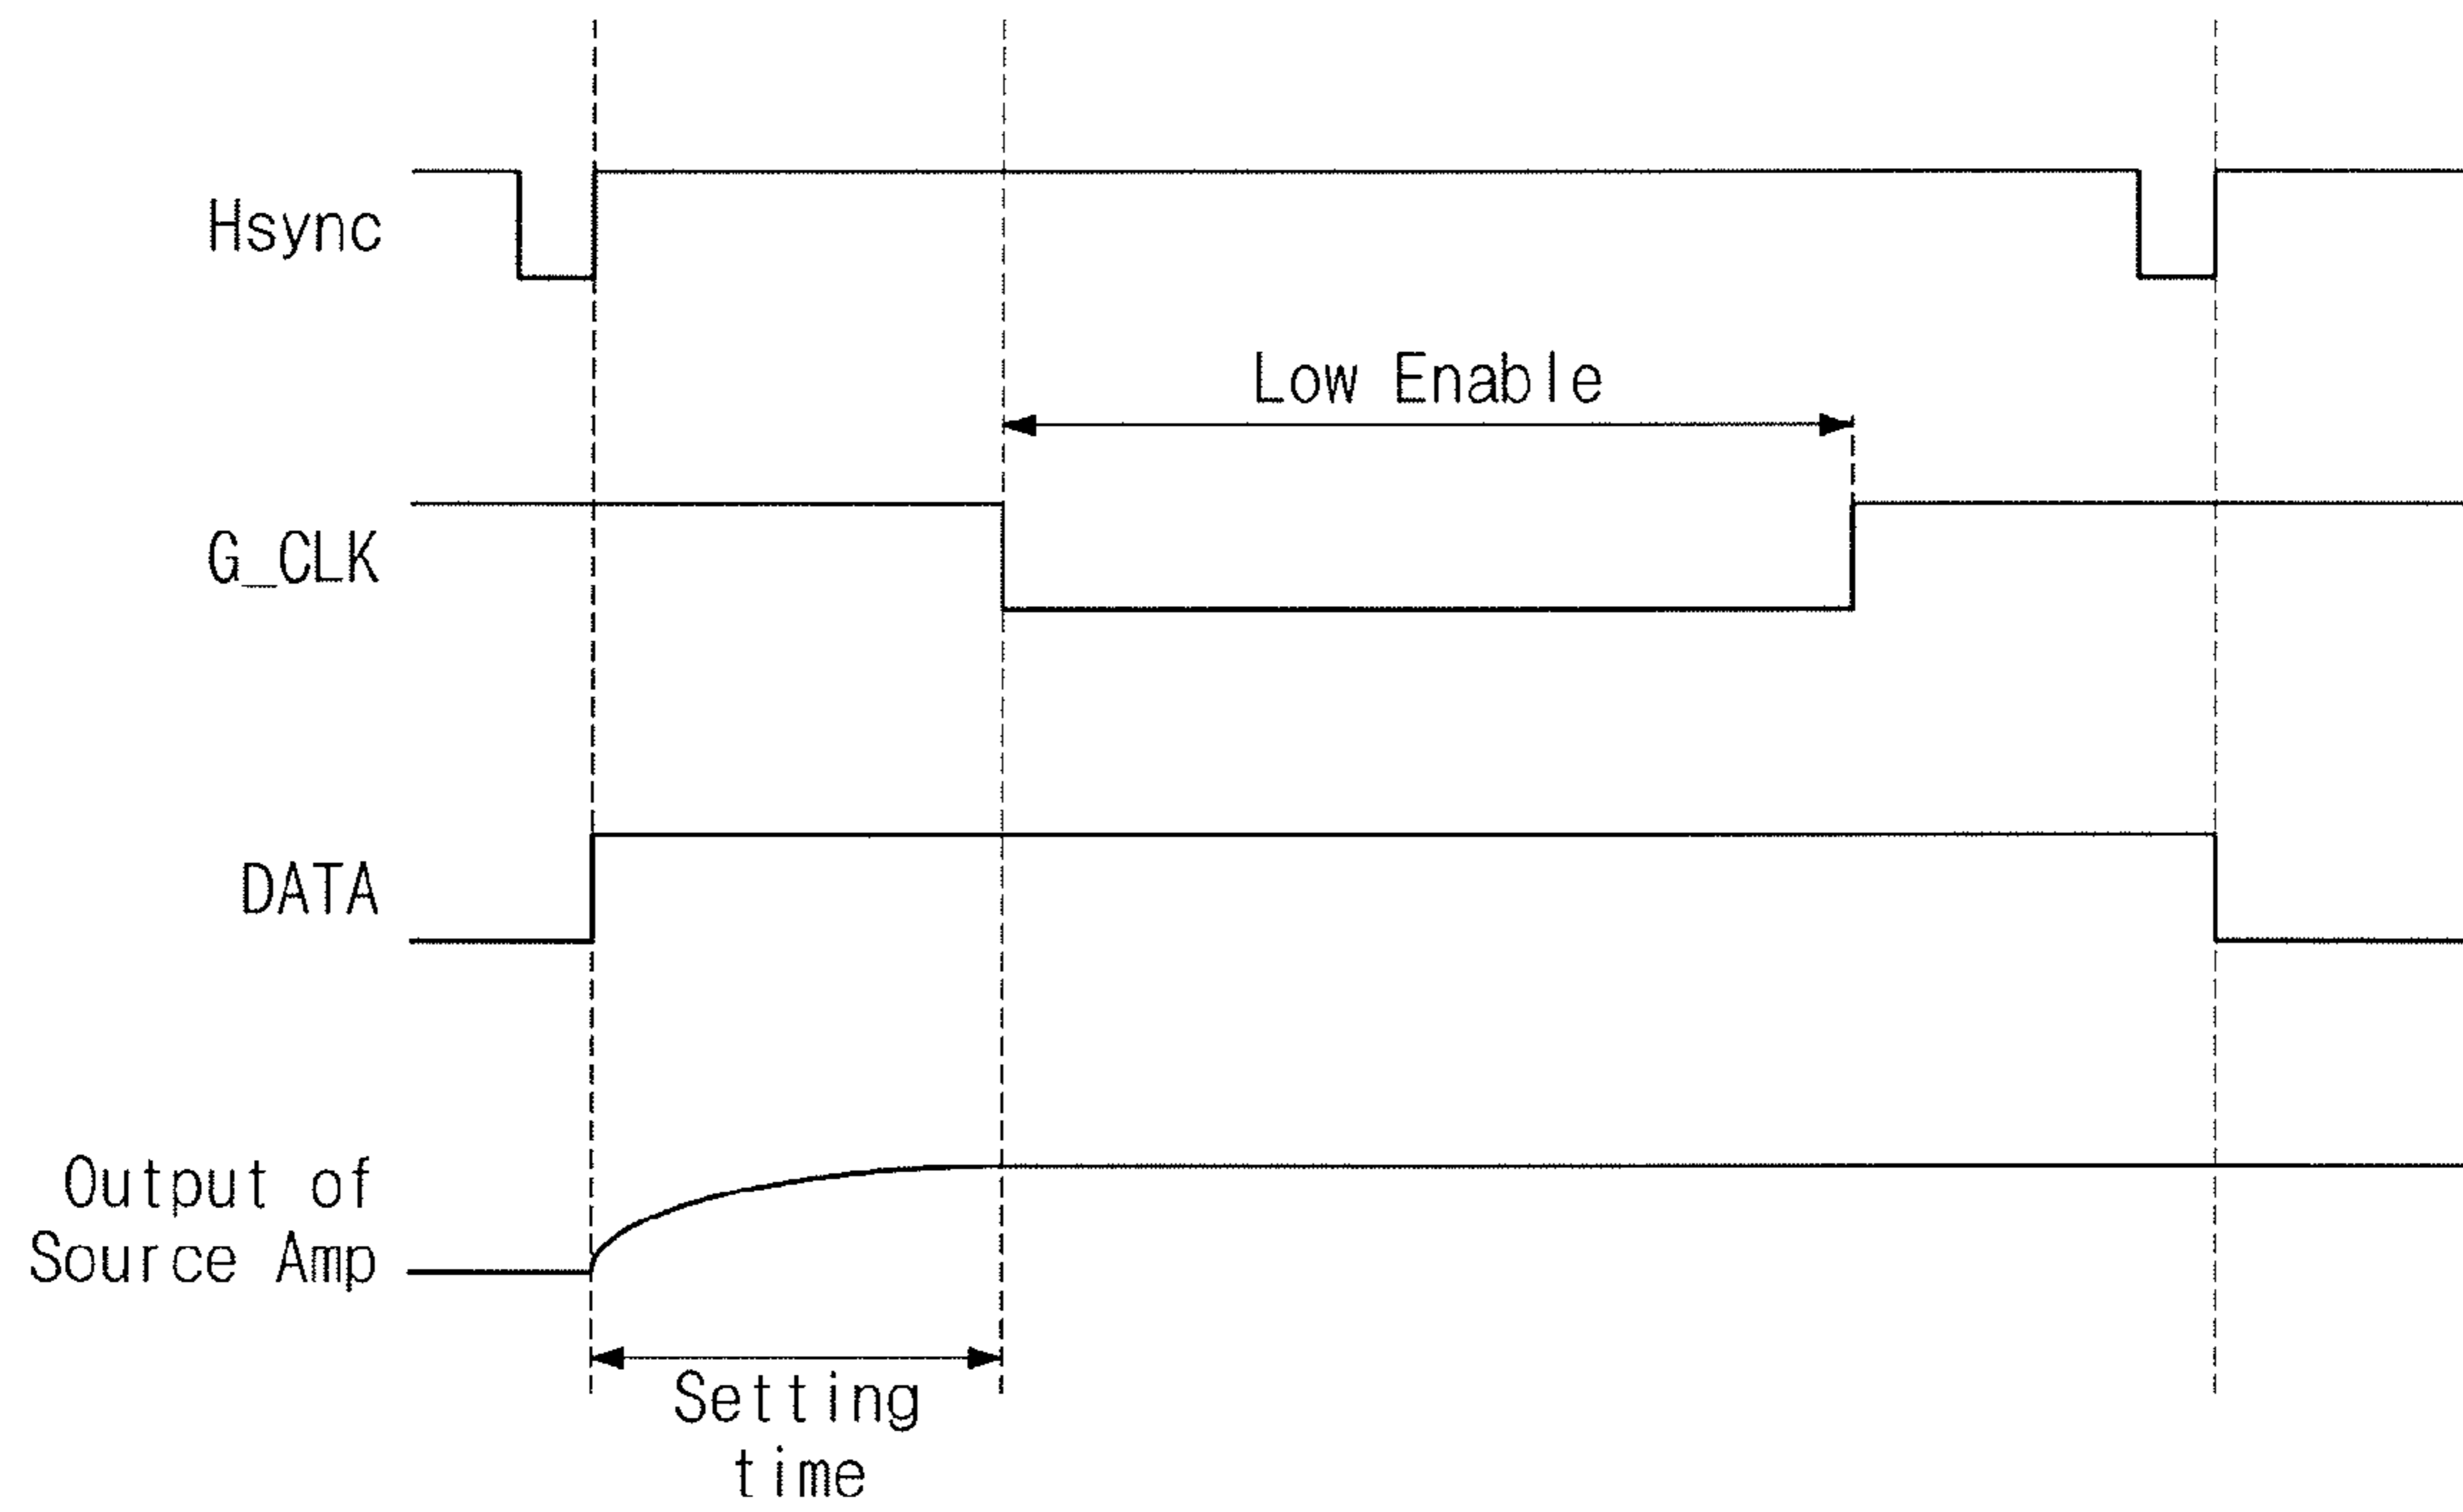 Hsync
Low Enable
G_CLK
DATA
Output of
Source Amp
Setting
time